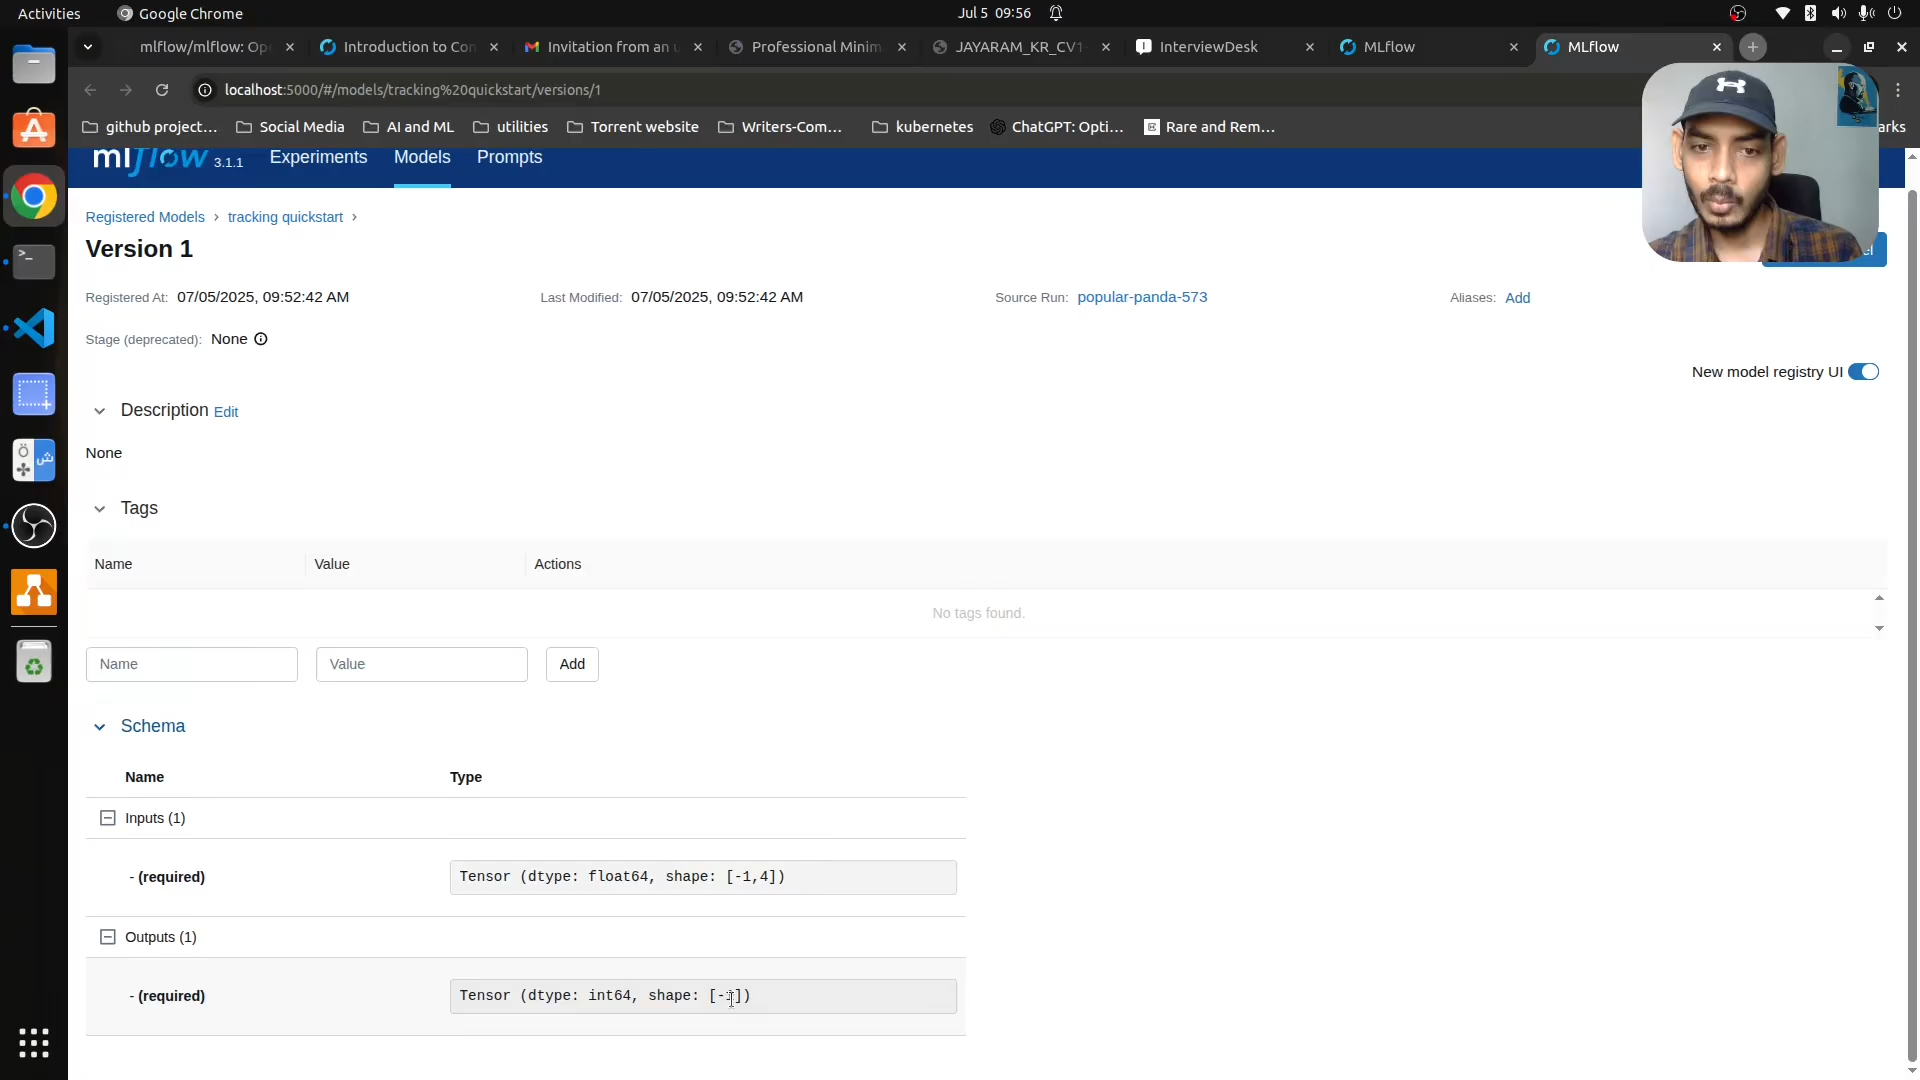 Activities Google Chrome Jul 5 09:56
mlflow/mlflow: Op Introduction to Con Invitation from an u Professional Minim JAYARAM_KR_CV1 InterviewDesk MLflow MLflow
localhost:5000/#/models/tracking%20quickstart/versions/1
github project... Social Media AI and ML utilities Torrent website Writers-Com... kubernetes ChatGPT: Opti... Rare and Rem... arks
mlflow 3.1.1 Experiments Models Prompts
Registered Models > tracking quickstart >
Version 1
Registered At: 07/05/2025, 09:52:42 AM Last Modified: 07/05/2025, 09:52:42 AM Source Run: popular-panda-573 Aliases: Add
Stage (deprecated): None
New model registry UI
Description Edit
None
Tags
Name Value Actions
No tags found.
Name Value Add
Schema
Name Type
Inputs (1)
- (required) Tensor (dtype: float64, shape: [-1,4])
Outputs (1)
- (required) Tensor (dtype: int64, shape: [-1])